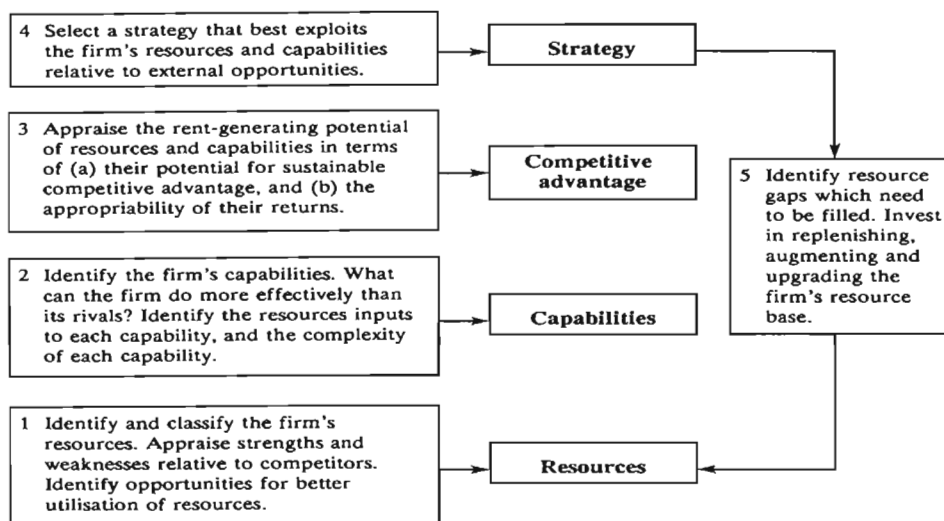 4 Select a strategy that best exploits
the firm's resources and capabilities
relative to external opportunities.
Strategy
3 Appraise the rent-generating potential
of resources and capabilities in terms
of (a) their potential for sustainable
competitive advantage, and (b) the
appropriability of their returns.
Competitive
advantage
5 Identify resource
gaps which need
to be filled. Invest
in replenishing,
augmenting and
upgrading the
firm's resource
base.
2 Identify the firm's capabilities. What
can the firm do more effectively than
its rivals? Identify the resources inputs
to each capability, and the complexity
of each capability.
Capabilities
1 Identify and classify the firm's
resources. Appraise strengths and
weaknesses relative to competitors.
Identify opportunities for better
utilisation of resources.
Resources